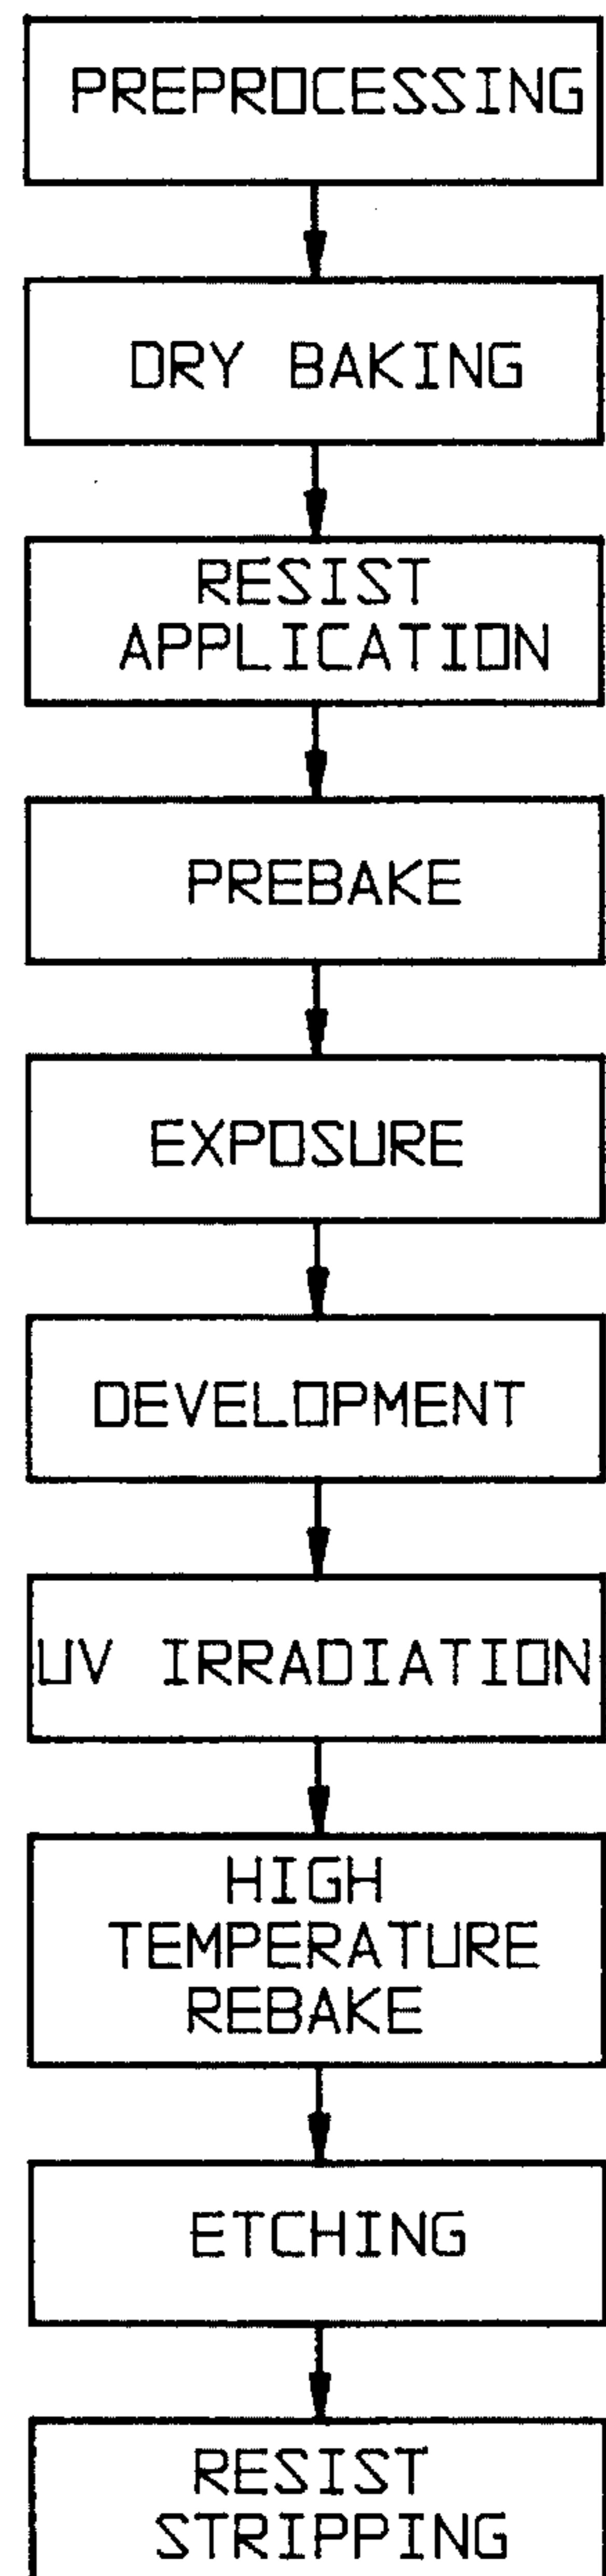 PREPROCESSING
DRY BAKING
RESIST
APPLICATION
PREBAKE
EXPOSURE
DEVELOPMENT
UV IRRADIATION
HIGH
TEMPERATURE
REBAKE
ETCHING
RESIST
STRIPPING